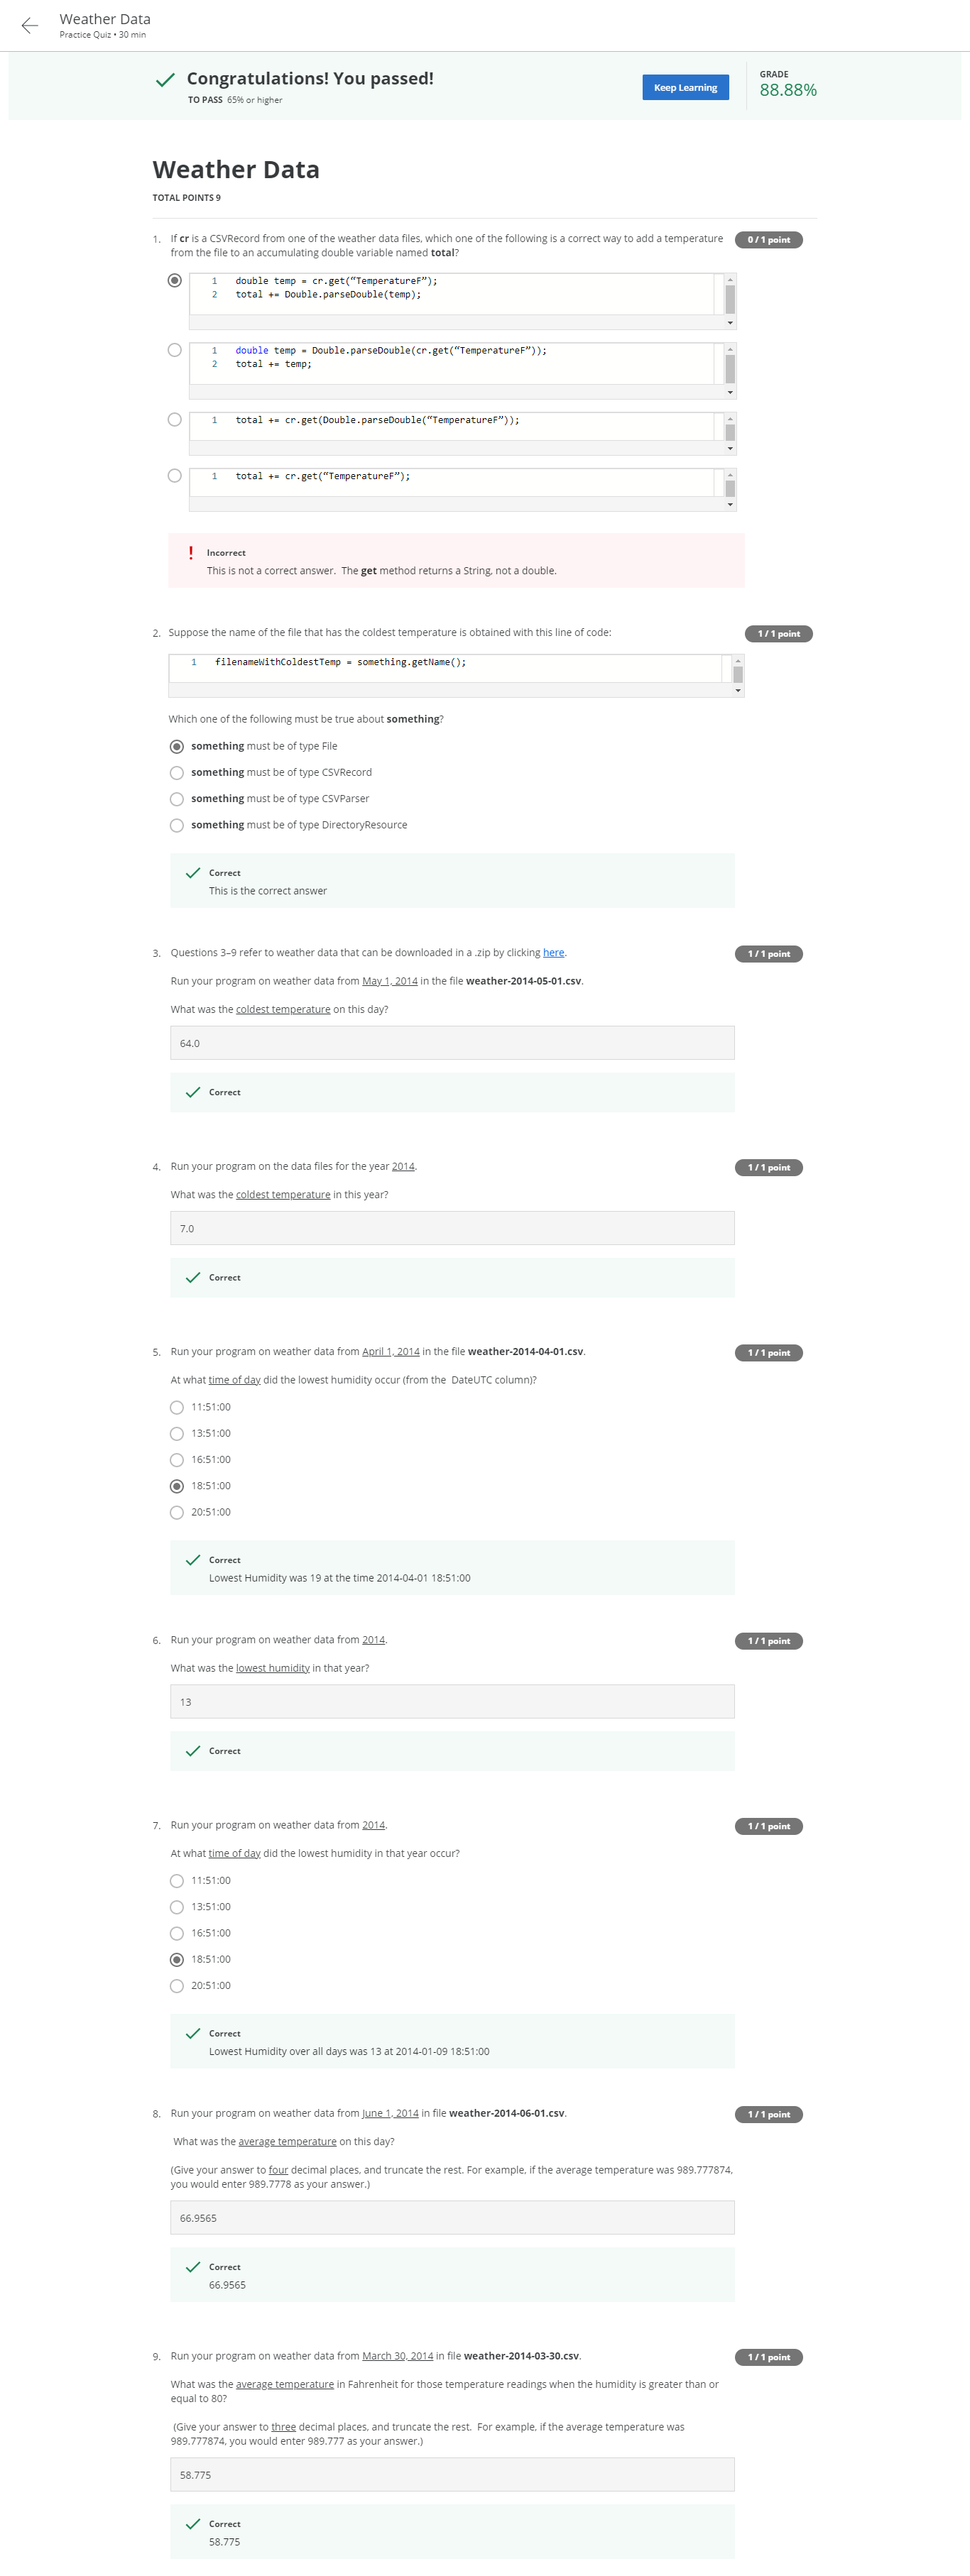 Weather Data
Practice Quiz • 30 min
Congratulations! You passed!
TO PASS 65% or higher
Keep Learning
GRADE
88.88%
Weather Data
TOTAL POINTS 9
1. If cr is a CSVRecord from one of the weather data files, which one of the following is a correct way to add a temperature
from the file to an accumulating double variable named total?
0 / 1 point
1 double temp = cr.get(“TemperatureF”);
2 total += Double.parseDouble(temp);
1 double temp = Double.parseDouble(cr.get(“TemperatureF”));
2 total += temp;
1 total += cr.get(Double.parseDouble(“TemperatureF”));
1 total += cr.get(“TemperatureF”);
! Incorrect
This is not a correct answer. The get method returns a String, not a double.
2. Suppose the name of the file that has the coldest temperature is obtained with this line of code:
1 / 1 point
1 filenameWithColdestTemp = something.getName();
Which one of the following must be true about something?
something must be of type File
something must be of type CSVRecord
something must be of type CSVParser
something must be of type DirectoryResource
Correct
This is the correct answer
3. Questions 3–9 refer to weather data that can be downloaded in a .zip by clicking here.
1 / 1 point
Run your program on weather data from May 1, 2014 in the file weather-2014-05-01.csv.
What was the coldest temperature on this day?
64.0
Correct
4. Run your program on the data files for the year 2014.
1 / 1 point
What was the coldest temperature in this year?
7.0
Correct
5. Run your program on weather data from April 1, 2014 in the file weather-2014-04-01.csv.
1 / 1 point
At what time of day did the lowest humidity occur (from the DateUTC column)?
11:51:00
13:51:00
16:51:00
18:51:00
20:51:00
Correct
Lowest Humidity was 19 at the time 2014-04-01 18:51:00
6. Run your program on weather data from 2014.
1 / 1 point
What was the lowest humidity in that year?
13
Correct
7. Run your program on weather data from 2014.
1 / 1 point
At what time of day did the lowest humidity in that year occur?
11:51:00
13:51:00
16:51:00
18:51:00
20:51:00
Correct
Lowest Humidity over all days was 13 at 2014-01-09 18:51:00
8. Run your program on weather data from June 1, 2014 in file weather-2014-06-01.csv.
1 / 1 point
What was the average temperature on this day?
(Give your answer to four decimal places, and truncate the rest. For example, if the average temperature was 989.777874,
you would enter 989.7778 as your answer.)
66.9565
Correct
66.9565
9. Run your program on weather data from March 30, 2014 in file weather-2014-03-30.csv.
1 / 1 point
What was the average temperature in Fahrenheit for those temperature readings when the humidity is greater than or
equal to 80?
(Give your answer to three decimal places, and truncate the rest. For example, if the average temperature was
989.777874, you would enter 989.777 as your answer.)
58.775
Correct
58.775